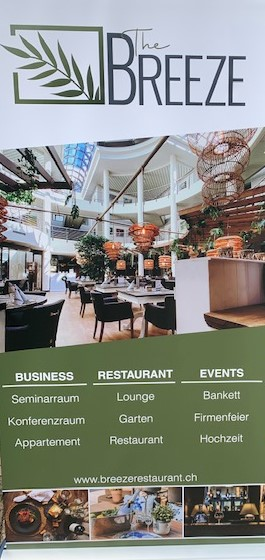 The
BREEZE
BUSINESS RESTAURANT EVENTS
Seminarraum Lounge Bankett
Konferenzraum Garten Firmenfeier
Appartement Restaurant Hochzeit
www.breezerestaurant.ch